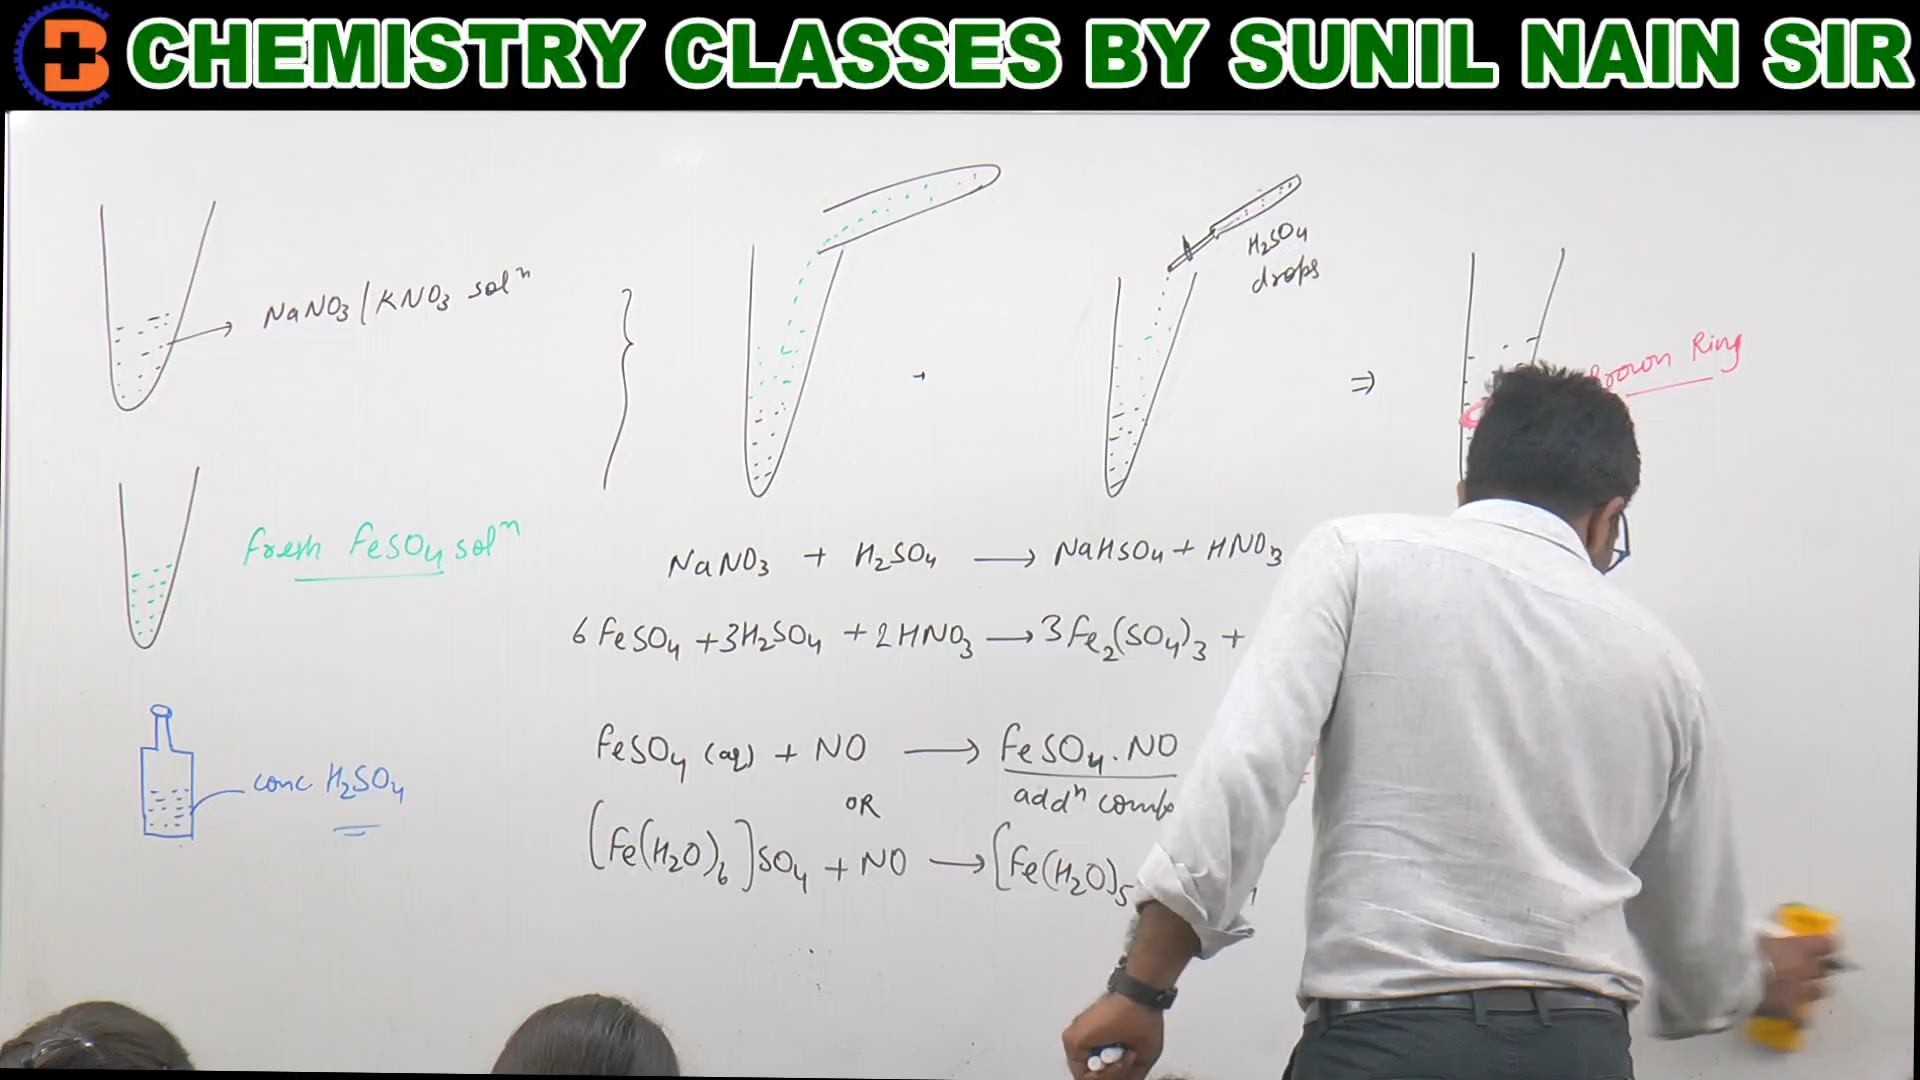 CHEMISTRY CLASSES BY SUNIL NAIN SIR
NaNO3 / KNO3 solⁿ
H2SO4
drops
Brown Ring
fresh FeSO4 solⁿ
NaNO3 + H2SO4 ⟶ NaHSO4 + HNO3
6 FeSO4 + 3H2SO4 + 2HNO3 ⟶ 3Fe2(SO4)3 +
conc H2SO4
FeSO4 (aq) + NO ⟶ FeSO4.NO
addⁿ
OR
[Fe(H2O)6]SO4 + NO ⟶ [Fe(H2O)5